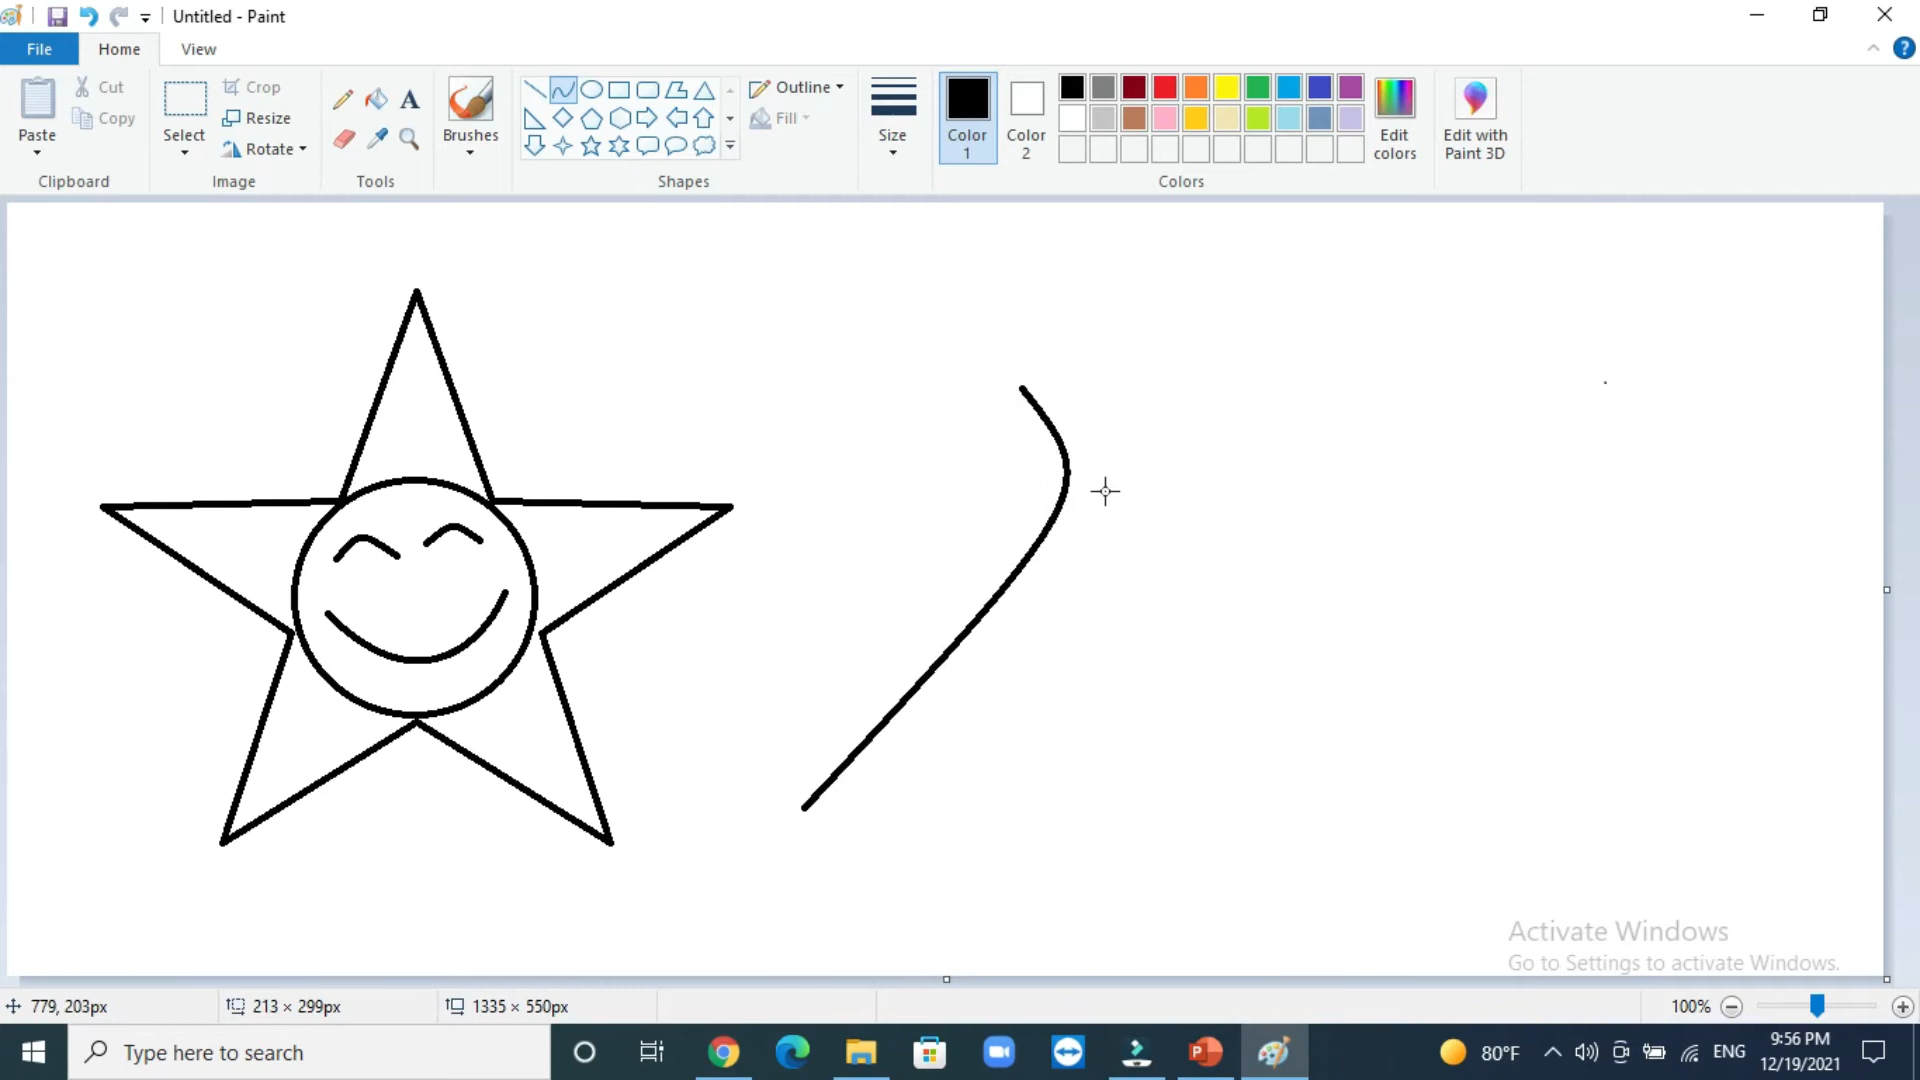 Untitled - Paint
File Home View
Paste
Cut
Copy
Clipboard
Select
Crop
Resize
Rotate
Image
A
Tools
Brushes
Shapes
Outline
Fill
Size
Color 1
Color 2
Edit colors
Colors
Edit with Paint 3D
Activate Windows
Go to Settings to activate Windows.
779, 203px
213 × 299px
1335 × 550px
100%
Type here to search
80°F
ENG
9:56 PM
12/19/2021